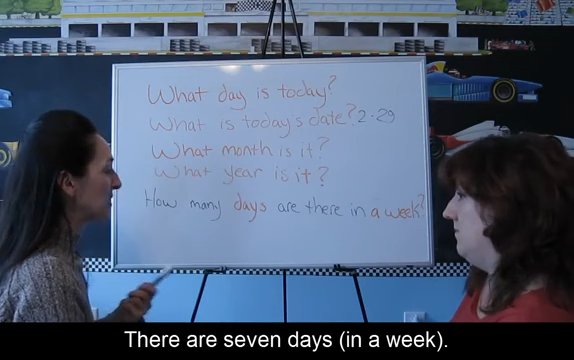 What day is today?
What is today's date? 2.29
What month is it?
What year is it?
How many days are there in a week?
There are seven days (in a week).